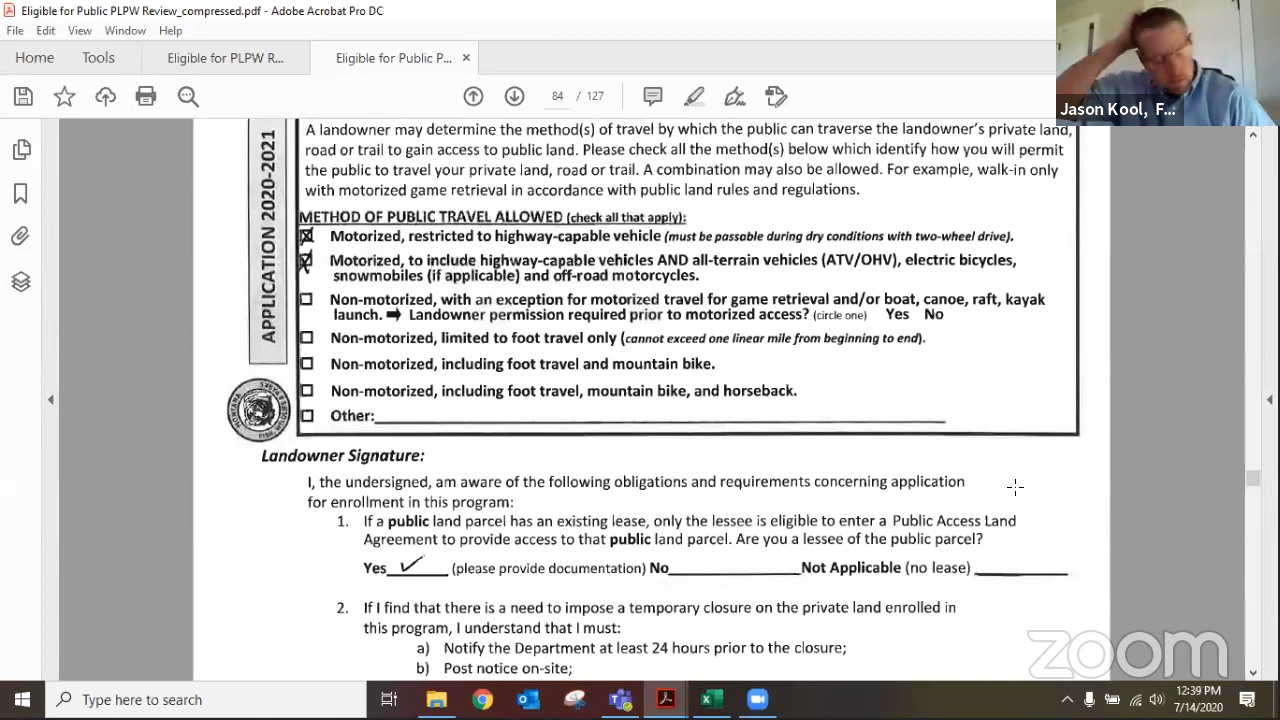 Eligible for Public PLPW Review_compressed.pdf - Adobe Acrobat Pro DC
File Edit View Window Help
Home Tools Eligible for PLPW R... Eligible for Public P... ×
84 / 127
Jason Kool, F...
APPLICATION 2020-2021
A landowner may determine the method(s) of travel by which the public can traverse the landowner's private land,
road or trail to gain access to public land. Please check all the method(s) below which identify how you will permit
the public to travel your private land, road or trail. A combination may also be allowed. For example, walk-in only
with motorized game retrieval in accordance with public land rules and regulations.
METHOD OF PUBLIC TRAVEL ALLOWED (check all that apply):
Motorized, restricted to highway-capable vehicle (must be passable during dry conditions with two-wheel drive).
Motorized, to include highway-capable vehicles AND all-terrain vehicles (ATV/OHV), electric bicycles,
snowmobiles (if applicable) and off-road motorcycles.
Non-motorized, with an exception for motorized travel for game retrieval and/or boat, canoe, raft, kayak
launch. ➡ Landowner permission required prior to motorized access? (circle one) Yes No
Non-motorized, limited to foot travel only (cannot exceed one linear mile from beginning to end).
Non-motorized, including foot travel and mountain bike.
Non-motorized, including foot travel, mountain bike, and horseback.
Other:
Landowner Signature:
I, the undersigned, am aware of the following obligations and requirements concerning application
for enrollment in this program:
1. If a public land parcel has an existing lease, only the lessee is eligible to enter a Public Access Land
Agreement to provide access to that public land parcel. Are you a lessee of the public parcel?
Yes ✓ (please provide documentation) No Not Applicable (no lease)
2. If I find that there is a need to impose a temporary closure on the private land enrolled in
this program, I understand that I must:
a) Notify the Department at least 24 hours prior to the closure;
b) Post notice on-site;
zoom
Type here to search
12:39 PM
7/14/2020